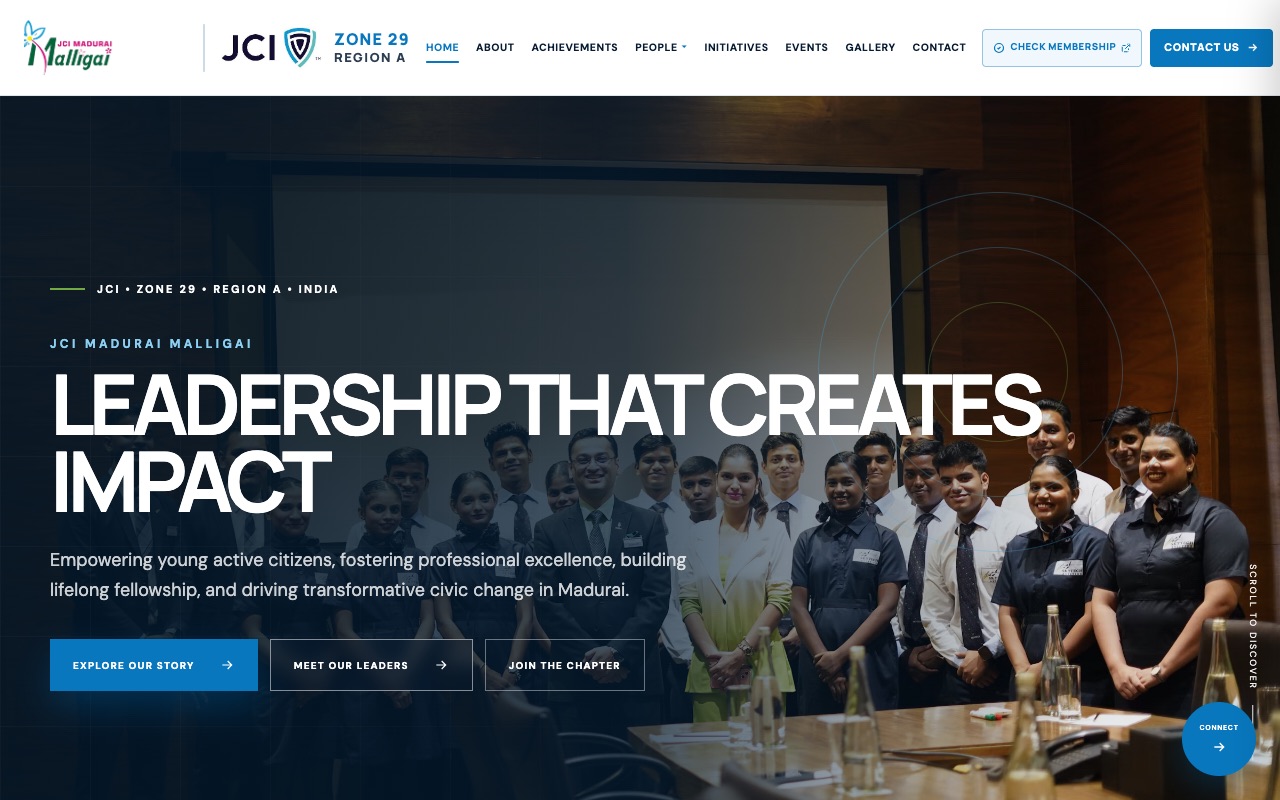 JCI MADURAI
Malligai
JCI
ZONE 29
REGION A
HOME
ABOUT
ACHIEVEMENTS
PEOPLE
INITIATIVES
EVENTS
GALLERY
CONTACT
CHECK MEMBERSHIP
CONTACT US
JCI • ZONE 29 • REGION A • INDIA
JCI MADURAI MALLIGAI
LEADERSHIP THAT CREATES
IMPACT
Empowering young active citizens, fostering professional excellence, building
lifelong fellowship, and driving transformative civic change in Madurai.
EXPLORE OUR STORY
MEET OUR LEADERS
JOIN THE CHAPTER
SCROLL TO DISCOVER
CONNECT